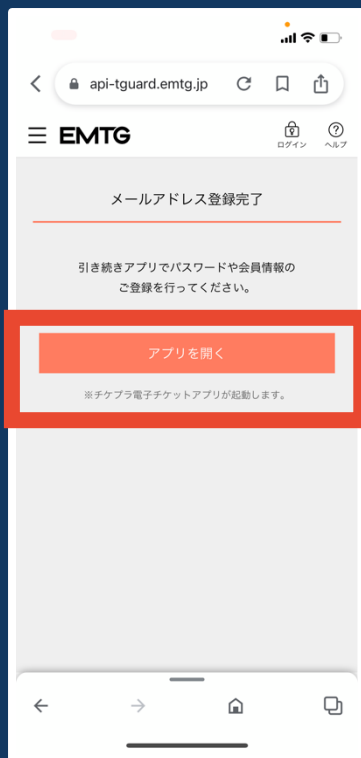 api-tguard.emtg.jp
EMTG
ログイン
ヘルプ
メールアドレス登録完了
引き続きアプリでパスワードや会員情報の
ご登録を行ってください。
アプリを開く
※チケプラ電子チケットアプリが起動します。